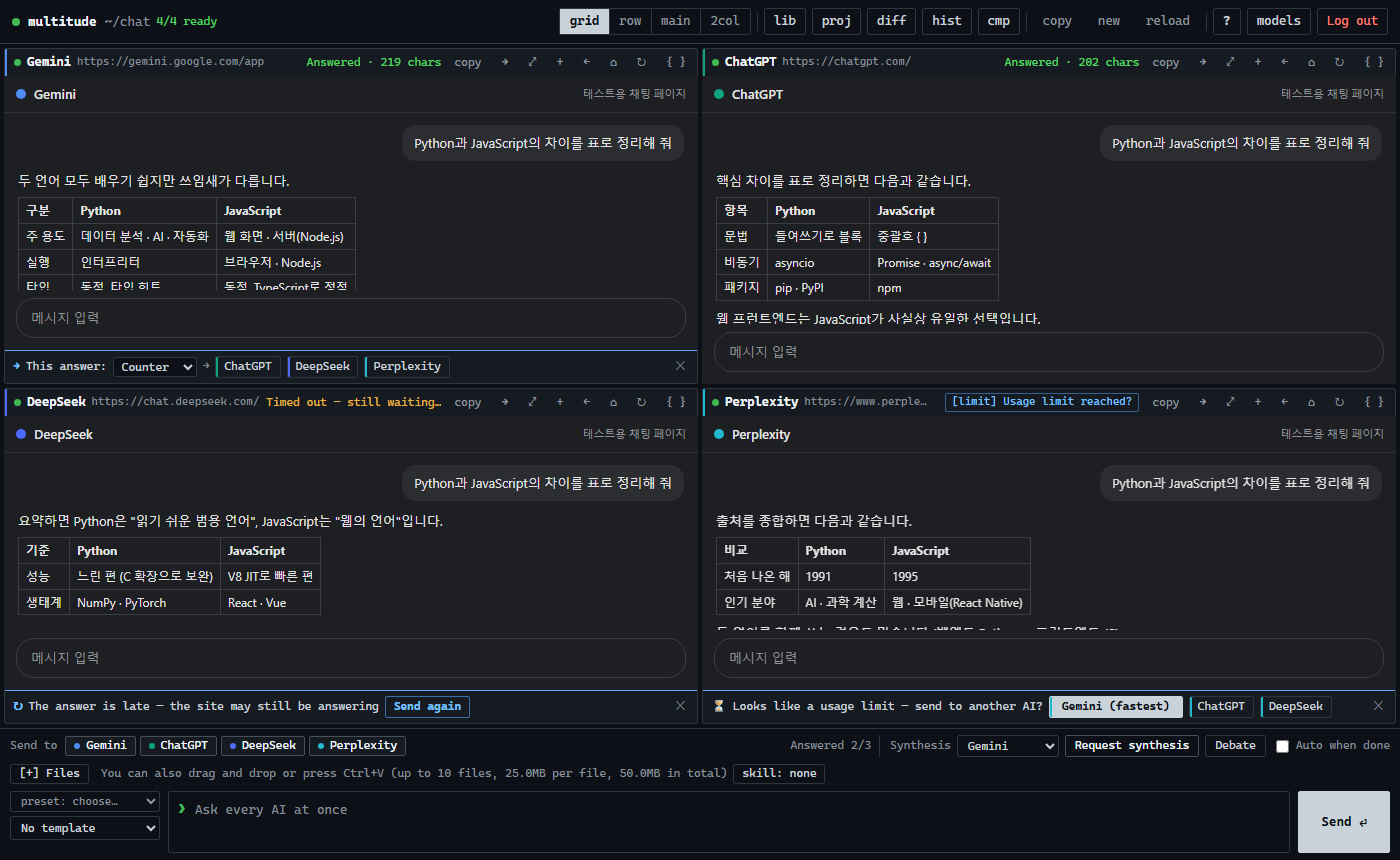 multitude ~/chat 4/4 ready grid row main 2col lib proj diff hist cmp copy new reload ? models Log out
Gemini https://gemini.google.com/app Answered · 219 chars copy → ⤢ + ← ⌂ ↻ { }
Gemini 테스트용 채팅 페이지
Python과 JavaScript의 차이를 표로 정리해 줘
두 언어 모두 배우기 쉽지만 쓰임새가 다릅니다.
구분 Python JavaScript
주 용도 데이터 분석 · AI · 자동화 웹 화면 · 서버(Node.js)
실행 인터프리터 브라우저 · Node.js
타입 동적, 타입 힌트 동적, TypeScript로 정적
메시지 입력
→ This answer: Counter → ChatGPT DeepSeek Perplexity ×
ChatGPT https://chatgpt.com/ Answered · 202 chars copy → ⤢ + ← ⌂ ↻ { }
ChatGPT 테스트용 채팅 페이지
Python과 JavaScript의 차이를 표로 정리해 줘
핵심 차이를 표로 정리하면 다음과 같습니다.
항목 Python JavaScript
문법 들여쓰기로 블록 중괄호 { }
비동기 asyncio Promise · async/await
패키지 pip · PyPI npm
웹 프런트엔드는 JavaScript가 사실상 유일한 선택입니다.
메시지 입력
DeepSeek https://chat.deepseek.com/ Timed out — still waiting… copy → ⤢ + ← ⌂ ↻ { }
DeepSeek 테스트용 채팅 페이지
Python과 JavaScript의 차이를 표로 정리해 줘
요약하면 Python은 "읽기 쉬운 범용 언어", JavaScript는 "웹의 언어"입니다.
기준 Python JavaScript
성능 느린 편 (C 확장으로 보완) V8 JIT로 빠른 편
생태계 NumPy · PyTorch React · Vue
메시지 입력
↻ The answer is late — the site may still be answering Send again ×
Perplexity https://www.perple… [limit] Usage limit reached? copy → ⤢ + ← ⌂ ↻ { }
Perplexity 테스트용 채팅 페이지
Python과 JavaScript의 차이를 표로 정리해 줘
출처를 종합하면 다음과 같습니다.
비교 Python JavaScript
처음 나온 해 1991 1995
인기 분야 AI · 과학 계산 웹 · 모바일(React Native)
메시지 입력
⏳ Looks like a usage limit — send to another AI? Gemini (fastest) ChatGPT DeepSeek ×
Send to Gemini ChatGPT DeepSeek Perplexity Answered 2/3 Synthesis Gemini Request synthesis Debate Auto when done
[+] Files You can also drag and drop or press Ctrl+V (up to 10 files, 25.0MB per file, 50.0MB in total) skill: none
preset: choose…
No template
❯ Ask every AI at once
Send ↵